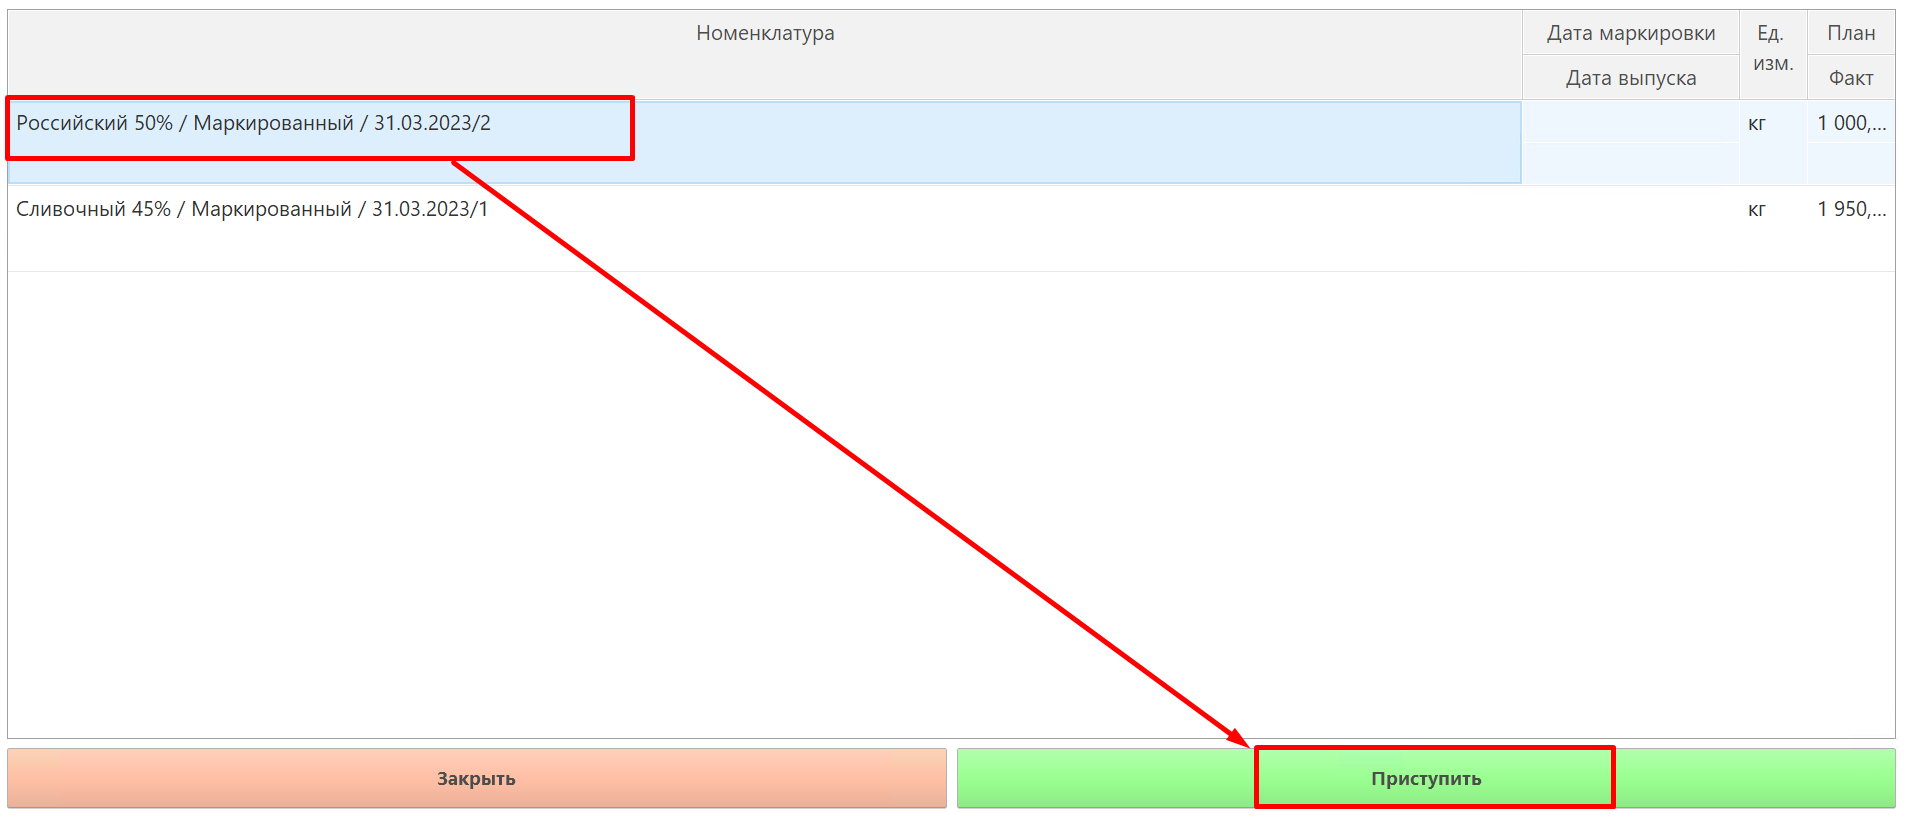 Номенклатура
Дата маркировки
Ед. изм.
План
Дата выпуска
Факт
Российский 50% / Маркированный / 31.03.2023/2
кг
1 000,...
Сливочный 45% / Маркированный / 31.03.2023/1
кг
1 950,...
Закрыть
Приступить